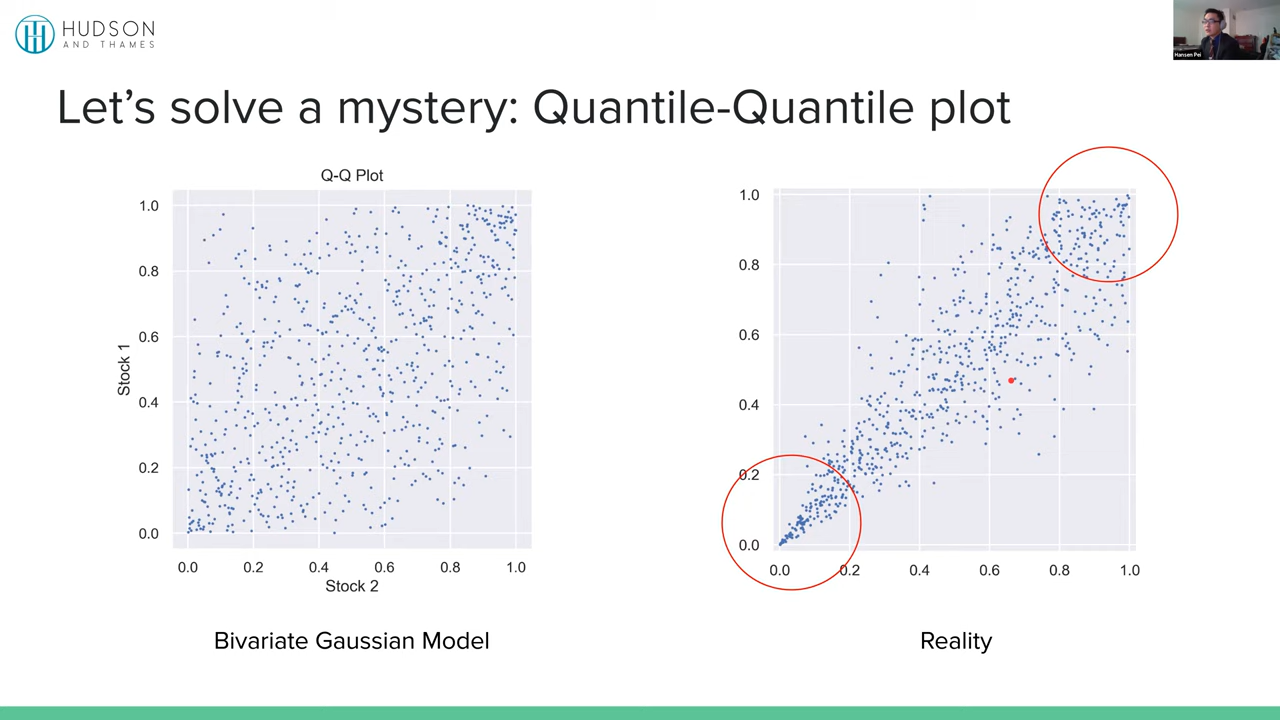 HUDSON
AND THAMES
Hansen Pei
Let's solve a mystery: Quantile-Quantile plot
Q-Q Plot
1.0
0.8
0.6
0.4
0.2
0.0
Stock 1
0.0 0.2 0.4 0.6 0.8 1.0
Stock 2
Bivariate Gaussian Model
1.0
0.8
0.6
0.4
0.2
0.0
0.0 0.2 0.4 0.6 0.8 1.0
Reality